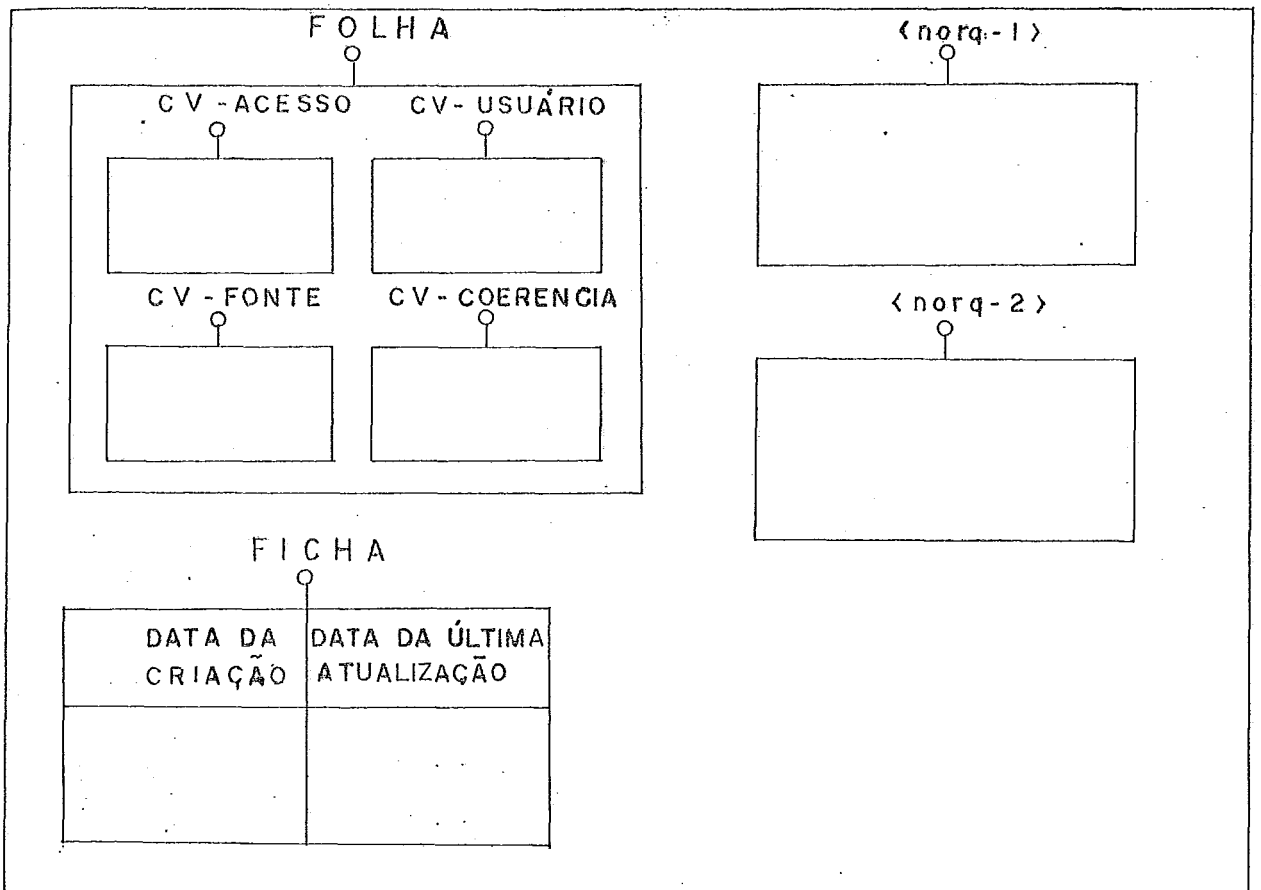 FOLHA
CV-ACESSO
CV-USUÁRIO
CV-FONTE
CV-COERENCIA
<norq-1>
<norq-2>
FICHA
DATA DA
CRIAÇÃO
DATA DA ÚLTIMA
ATUALIZAÇÃO